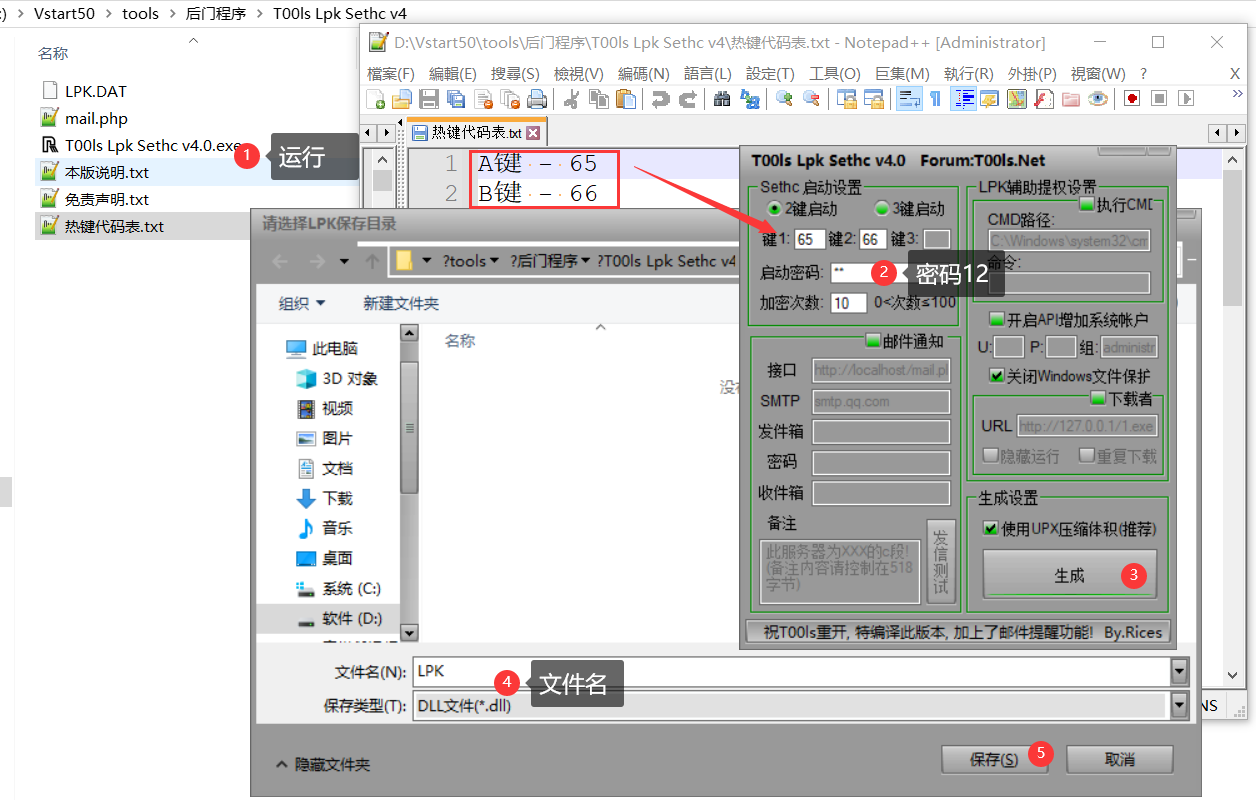 :) > Vstart50 > tools > 后门程序 > T00ls Lpk Sethc v4
名称
LPK.DAT
mail.php
T00ls Lpk Sethc v4.0.exe
1 运行
本版说明.txt
免责声明.txt
热键代码表.txt
D:\Vstart50\tools\后门程序\T00ls Lpk Sethc v4\热键代码表.txt - Notepad++ [Administrator]
檔案(F) 編輯(E) 搜尋(S) 檢視(V) 編碼(N) 語言(L) 設定(T) 工具(O) 巨集(M) 執行(R) 外掛(P) 視窗(W) ? X
热键代码表.txt
1 A键 - 65
2 B键 - 66
请选择LPK保存目录
?tools ?后门程序 ?T00ls Lpk Sethc v4
组织 新建文件夹
此电脑
3D 对象
视频
图片
文档
下载
音乐
桌面
系统 (C:)
软件 (D:)
名称
没有
文件名(N): LPK
4 文件名
保存类型(T): DLL文件(*.dll)
隐藏文件夹
保存(S) 5 取消
T00ls Lpk Sethc v4.0 Forum:T00ls.Net
Sethc 启动设置
2键启动 3键启动
键1: 65 键2: 66 键3:
启动密码: ** 2 密码12
加密次数: 10 0<次数≤100
邮件通知
接口 http://localhost/mail.pl
SMTP smtp.qq.com
发件箱
密码
收件箱
备注
此服务器为XXX的c段!
(备注内容请控制在518
字节)
发信测试
LPK辅助提权设置
执行CMD
CMD路径:
C:\Windows\system32\cm
命令:
开启API增加系统帐户
U: P: 组: administr
关闭Windows文件保护
下载者
URL http://127.0.0.1/1.exe
隐藏运行 重复下载
生成设置
使用UPX压缩体积(推荐)
生成 3
祝T00ls重开, 特编译此版本, 加上了邮件提醒功能! By.Rices
NS